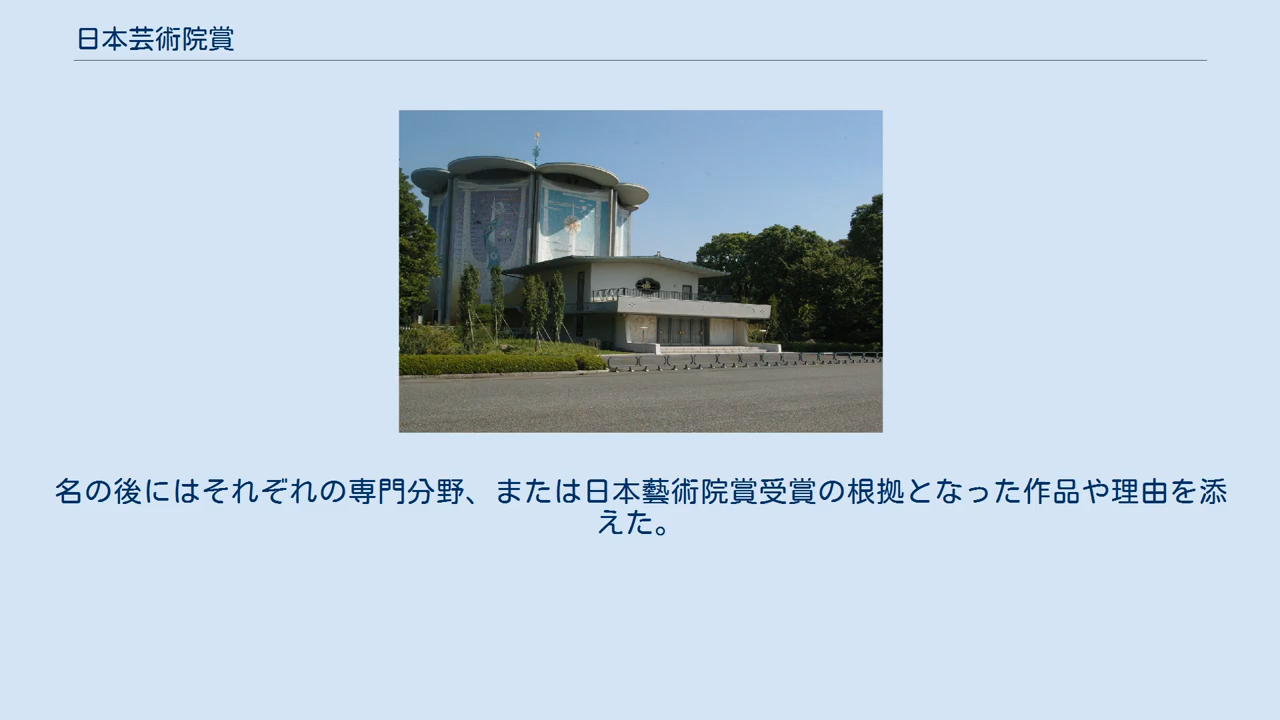 日本芸術院賞
名の後にはそれぞれの専門分野、または日本藝術院賞受賞の根拠となった作品や理由を添
えた。